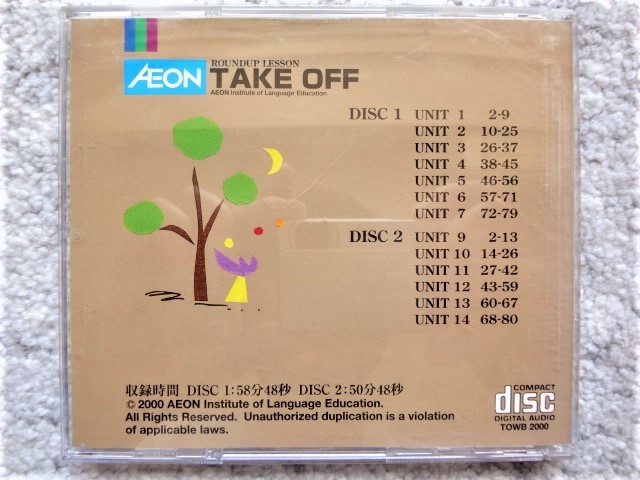 ROUNDUP LESSON
AEON TAKE OFF
AEON Institute of Language Education
DISC 1 UNIT 1 2-9
UNIT 2 10-25
UNIT 3 26-37
UNIT 4 38-45
UNIT 5 46-56
UNIT 6 57-71
UNIT 7 72-79
DISC 2 UNIT 9 2-13
UNIT 10 14-26
UNIT 11 27-42
UNIT 12 43-59
UNIT 13 60-67
UNIT 14 68-80
収録時間 DISC 1:58分48秒 DISC 2:50分48秒
© 2000 AEON Institute of Language Education.
All Rights Reserved. Unauthorized duplication is a violation
of applicable laws.
COMPACT
disc
DIGITAL AUDIO
TOWB 2000